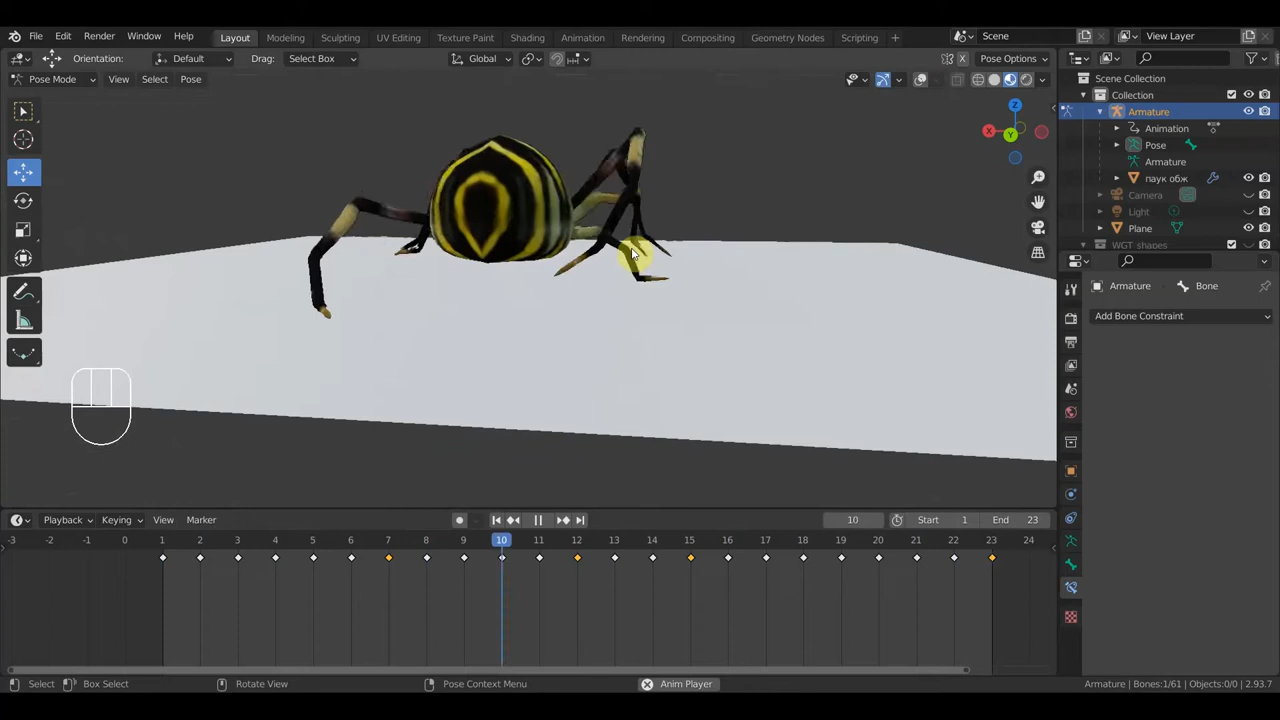 File Edit Render Window Help Layout Modeling Sculpting UV Editing Texture Paint Shading Animation Rendering Compositing Geometry Nodes Scripting + Scene View Layer
Orientation: Default Drag: Select Box Global X Pose Options
Pose Mode View Select Pose
Scene Collection
Collection
Armature
Animation
Pose
Armature
паук обж
Camera
Light
Plane
WGT_shapes
Z
X
Y
Armature Bone
Add Bone Constraint
Playback Keying View Marker 10 Start 1 End 23
-3 -2 -1 0 1 2 3 4 5 6 7 8 9 10 11 12 13 14 15 16 17 18 19 20 21 22 23 24
Select Box Select Rotate View Pose Context Menu Anim Player Armature | Bones:1/61 | Objects:0/0 | 2.93.7